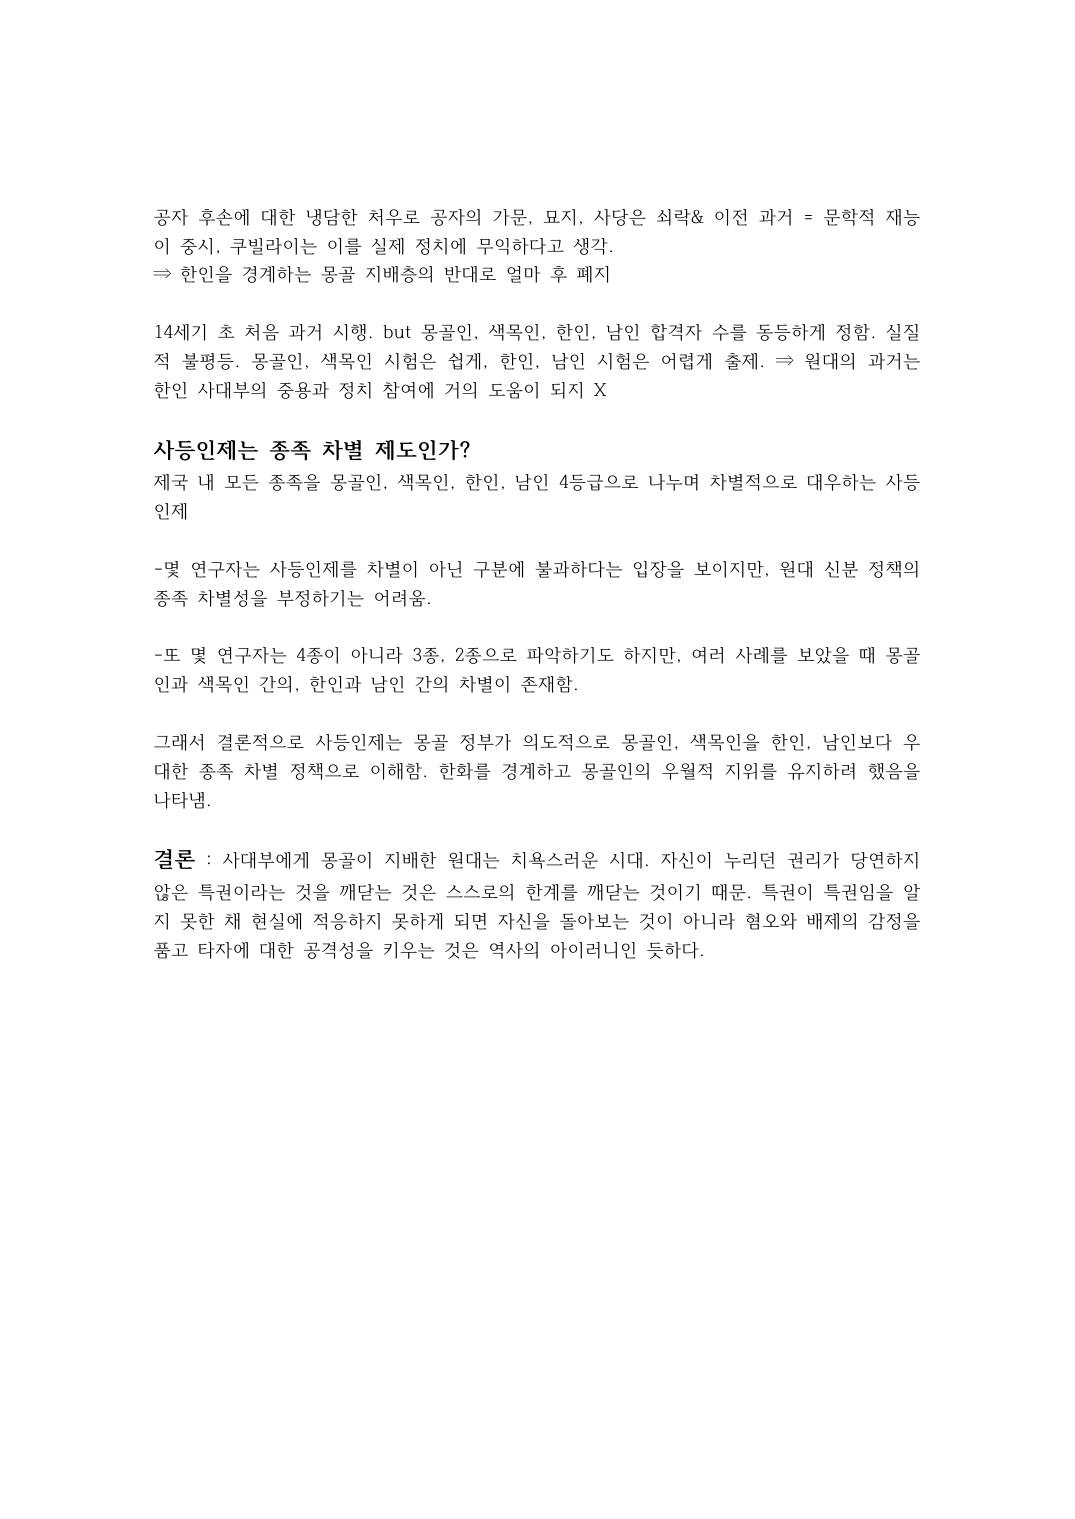 공자 후손에 대한 냉담한 처우로 공자의 가문, 묘지, 사당은 쇠락& 이전 과거 = 문학적 재능
이 중시, 쿠빌라이는 이를 실제 정치에 무익하다고 생각.
⇒ 한인을 경계하는 몽골 지배층의 반대로 얼마 후 폐지
14세기 초 처음 과거 시행. but 몽골인, 색목인, 한인, 남인 합격자 수를 동등하게 정함. 실질
적 불평등. 몽골인, 색목인 시험은 쉽게, 한인, 남인 시험은 어렵게 출제. ⇒ 원대의 과거는
한인 사대부의 중용과 정치 참여에 거의 도움이 되지 X
사등인제는 종족 차별 제도인가?
제국 내 모든 종족을 몽골인, 색목인, 한인, 남인 4등급으로 나누며 차별적으로 대우하는 사등
인제
-몇 연구자는 사등인제를 차별이 아닌 구분에 불과하다는 입장을 보이지만, 원대 신분 정책의
종족 차별성을 부정하기는 어려움.
-또 몇 연구자는 4종이 아니라 3종, 2종으로 파악하기도 하지만, 여러 사례를 보았을 때 몽골
인과 색목인 간의, 한인과 남인 간의 차별이 존재함.
그래서 결론적으로 사등인제는 몽골 정부가 의도적으로 몽골인, 색목인을 한인, 남인보다 우
대한 종족 차별 정책으로 이해함. 한화를 경계하고 몽골인의 우월적 지위를 유지하려 했음을
나타냄.
결론 : 사대부에게 몽골이 지배한 원대는 치욕스러운 시대. 자신이 누리던 권리가 당연하지
않은 특권이라는 것을 깨닫는 것은 스스로의 한계를 깨닫는 것이기 때문. 특권이 특권임을 알
지 못한 채 현실에 적응하지 못하게 되면 자신을 돌아보는 것이 아니라 혐오와 배제의 감정을
품고 타자에 대한 공격성을 키우는 것은 역사의 아이러니인 듯하다.